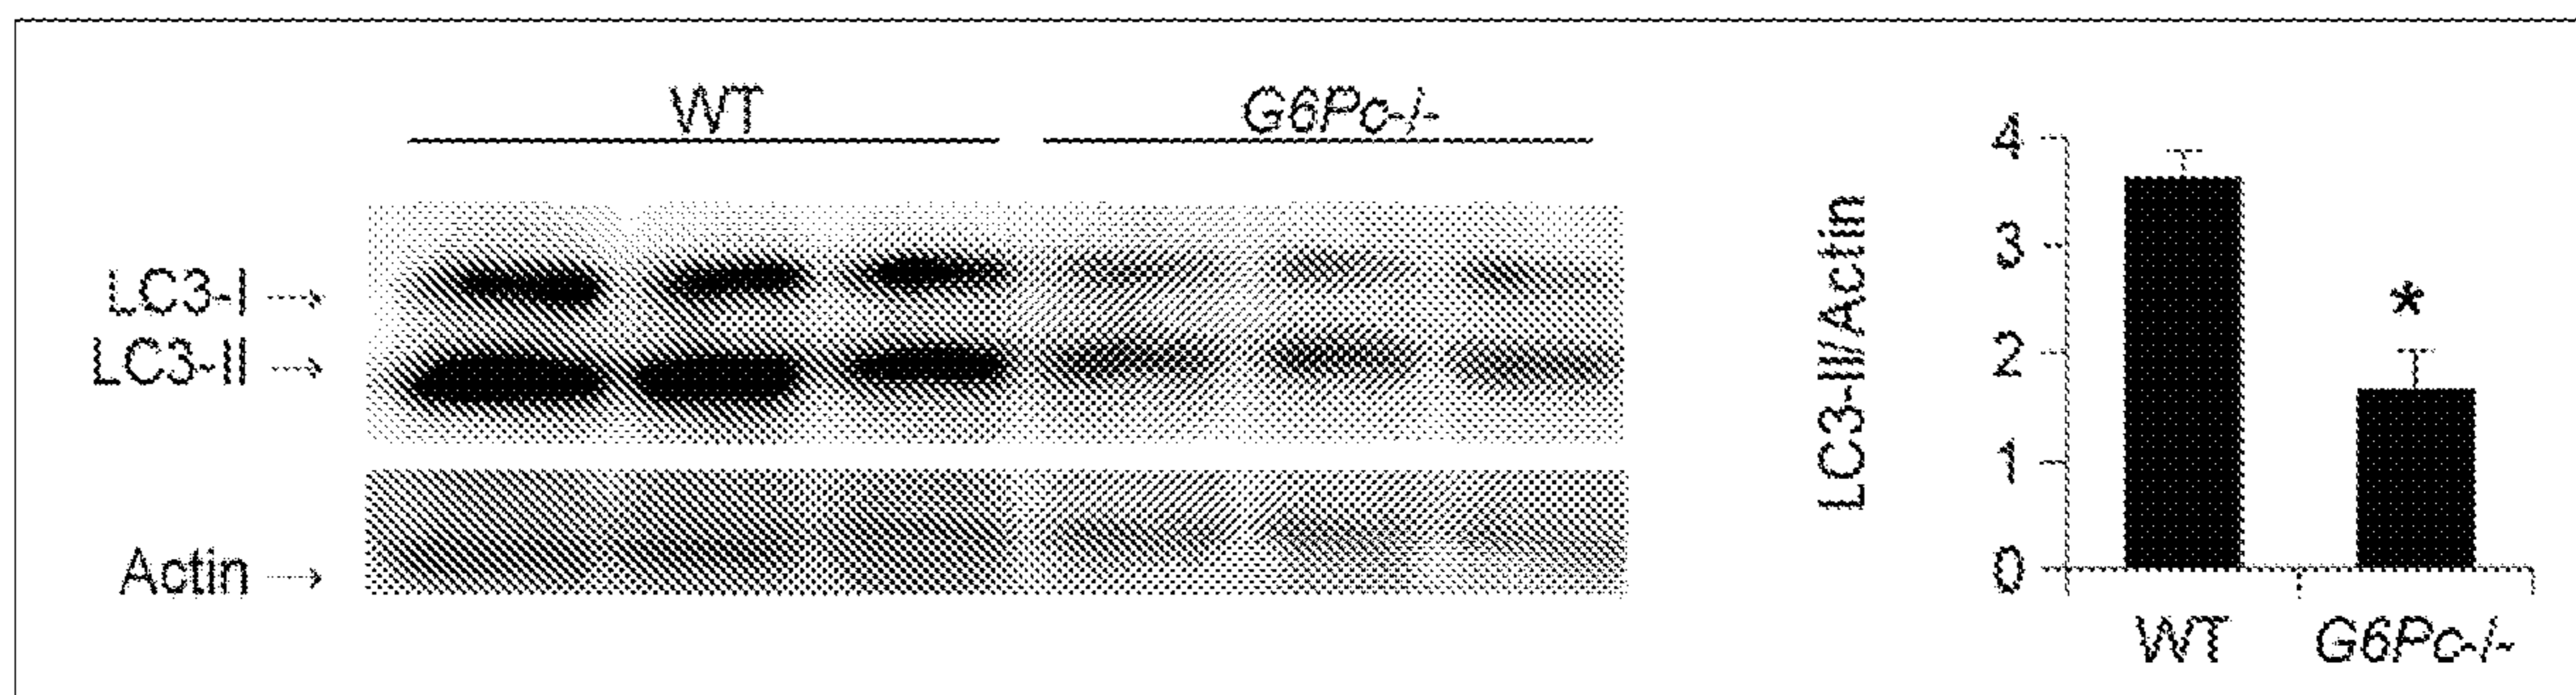 WT G6Pc-/-
LC3-I →
LC3-II →
Actin →
LC3-II/Actin
4
3
2
1
0
*
WT G6Pc-/-